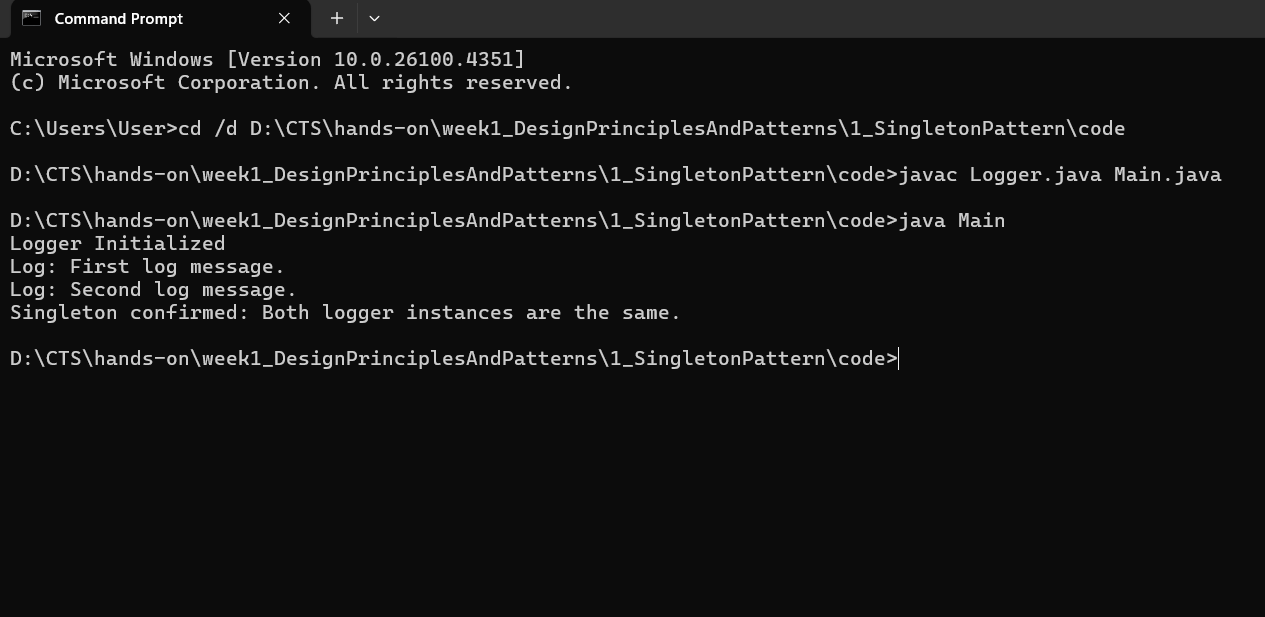 Command Prompt
Microsoft Windows [Version 10.0.26100.4351]
(c) Microsoft Corporation. All rights reserved.
C:\Users\User>cd /d D:\CTS\hands-on\week1_DesignPrinciplesAndPatterns\1_SingletonPattern\code
D:\CTS\hands-on\week1_DesignPrinciplesAndPatterns\1_SingletonPattern\code>javac Logger.java Main.java
D:\CTS\hands-on\week1_DesignPrinciplesAndPatterns\1_SingletonPattern\code>java Main
Logger Initialized
Log: First log message.
Log: Second log message.
Singleton confirmed: Both logger instances are the same.
D:\CTS\hands-on\week1_DesignPrinciplesAndPatterns\1_SingletonPattern\code>